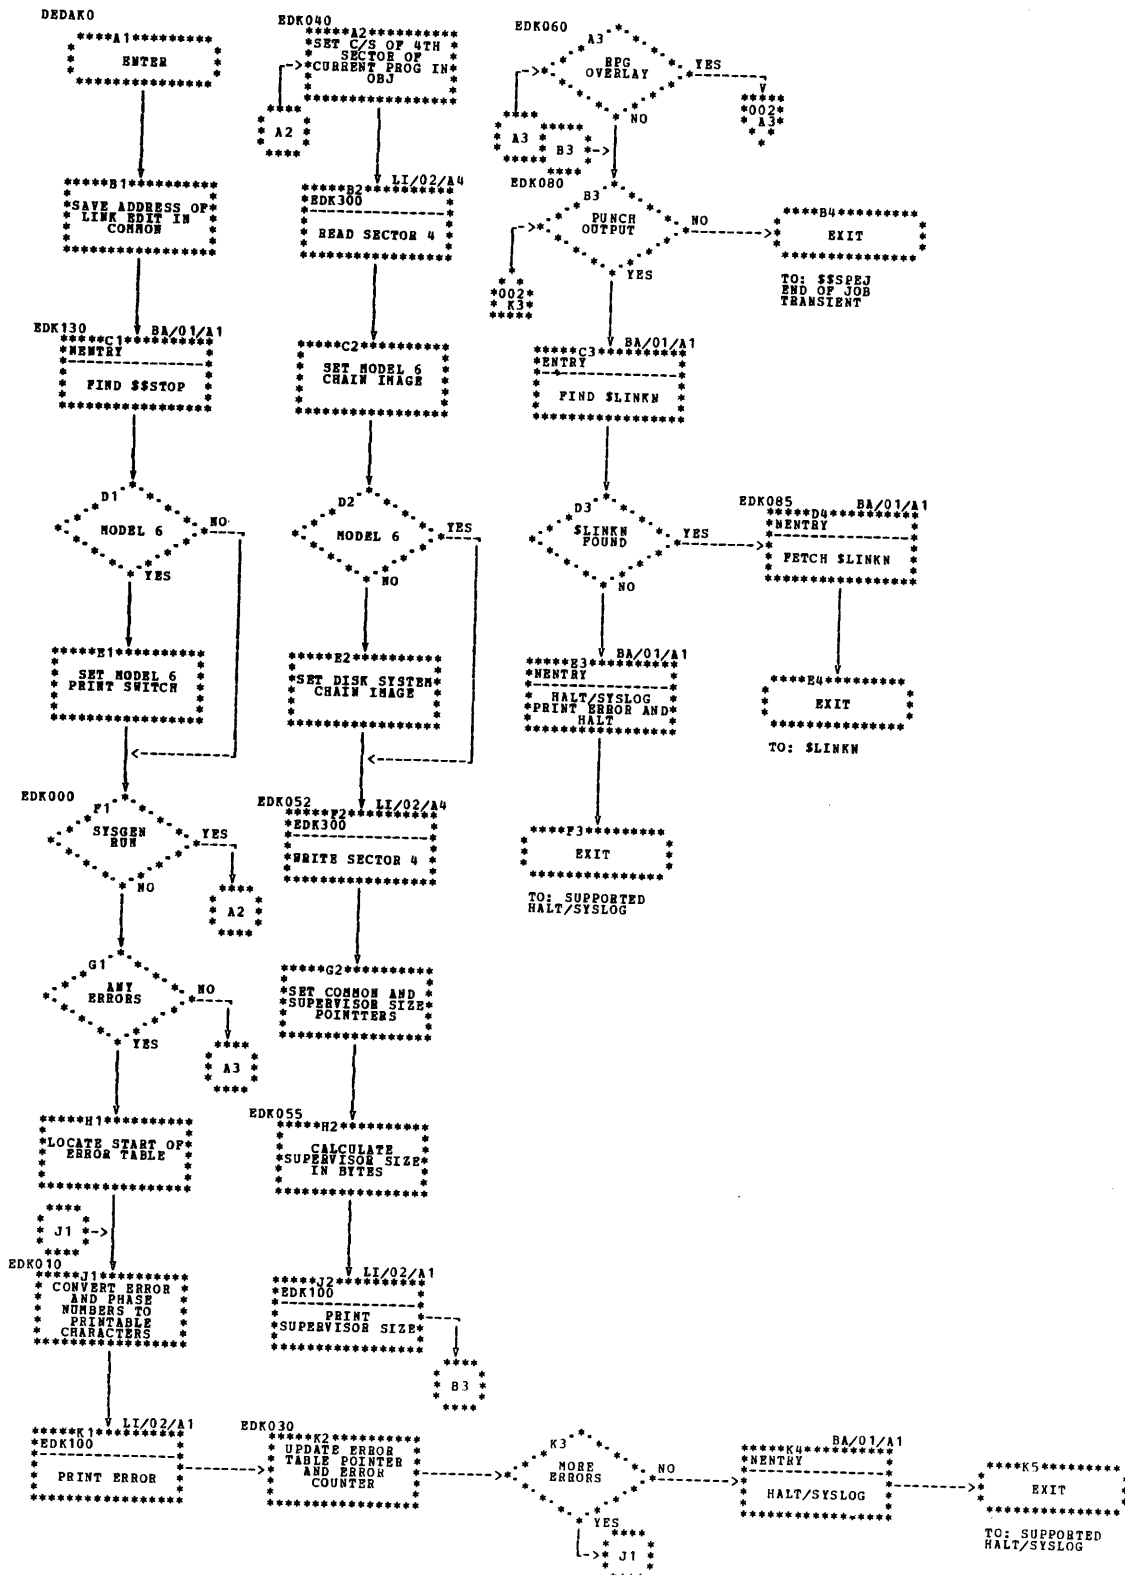 DEDAK0
A1
ENTER
B1
SAVE ADDRESS OF
LINK EDIT IN
COMMON
EDK130
BA/01/A1
C1
NENTRY
FIND $$STOP
D1
MODEL 6
NO
YES
E1
SET MODEL 6
PRINT SWITCH
EDK000
F1
SYSGEN
RUN
YES
NO
A2
G1
ANY
ERRORS
NO
YES
A3
H1
LOCATE START OF
ERROR TABLE
J1
EDK010
J1
CONVERT ERROR
AND PHASE
NUMBERS TO
PRINTABLE
CHARACTERS
LI/02/A1
K1
EDK100
PRINT ERROR
EDK040
A2
SET C/S OF 4TH
SECTOR OF
CURRENT PROG IN
OBJ
A2
LI/02/A4
B2
EDK300
READ SECTOR 4
C2
SET MODEL 6
CHAIN IMAGE
D2
MODEL 6
YES
NO
E2
SET DISK SYSTEM
CHAIN IMAGE
EDK052
LI/02/A4
F2
EDK300
WRITE SECTOR 4
G2
SET COMMON AND
SUPERVISOR SIZE
POINTTERS
EDK055
H2
CALCULATE
SUPERVISOR SIZE
IN BYTES
LI/02/A1
J2
EDK100
PRINT
SUPERVISOR SIZE
B3
EDK030
K2
UPDATE ERROR
TABLE POINTER
AND ERROR
COUNTER
EDK060
A3
RPG
OVERLAY
YES
NO
002
A3
A3
B3
EDK080
B3
PUNCH
OUTPUT
NO
YES
002
K3
B4
EXIT
TO: $$SPEJ
END OF JOB
TRANSIENT
BA/01/A1
C3
ENTRY
FIND $LINKN
D3
$LINKN
FOUND
YES
NO
EDK085
BA/01/A1
D4
NENTRY
FETCH $LINKN
E4
EXIT
TO: $LINKN
BA/01/A1
E3
NENTRY
HALT/SYSLOG
PRINT ERROR AND
HALT
F3
EXIT
TO: SUPPORTED
HALT/SYSLOG
K3
MORE
ERRORS
NO
YES
J1
BA/01/A1
K4
NENTRY
HALT/SYSLOG
K5
EXIT
TO: SUPPORTED
HALT/SYSLOG